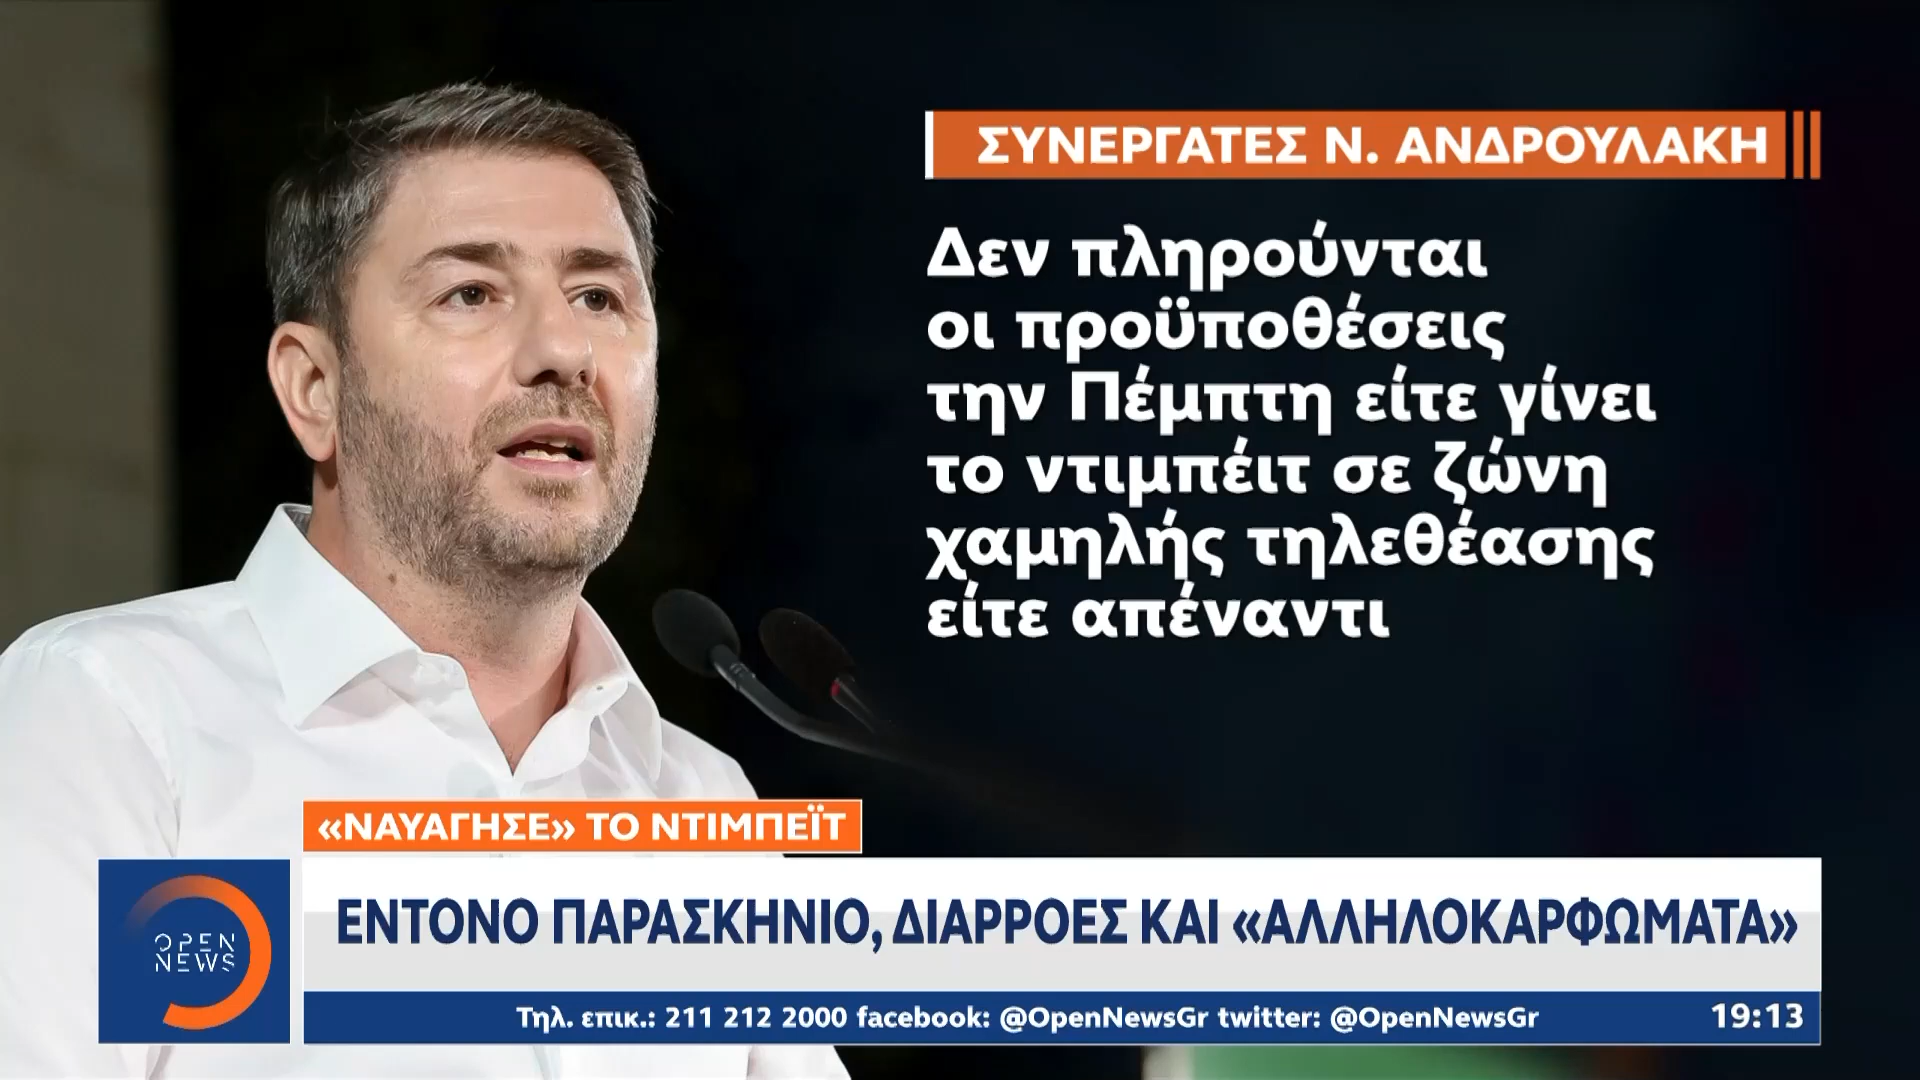 ΣΥΝΕΡΓΑΤΕΣ Ν. ΑΝΔΡΟΥΛΑΚΗ
Δεν πληρούνται
οι προϋποθέσεις
την Πέμπτη είτε γίνει
το ντιμπέιτ σε ζώνη
χαμηλής τηλεθέασης
είτε απέναντι
«ΝΑΥΑΓΗΣΕ» ΤΟ ΝΤΙΜΠΕΪΤ
ΕΝΤΟΝΟ ΠΑΡΑΣΚΗΝΙΟ, ΔΙΑΡΡΟΕΣ ΚΑΙ «ΑΛΛΗΛΟΚΑΡΦΩΜΑΤΑ»
OPEN
NEWS
Τηλ. επικ.: 211 212 2000 facebook: @OpenNewsGr twitter: @OpenNewsGr
19:13